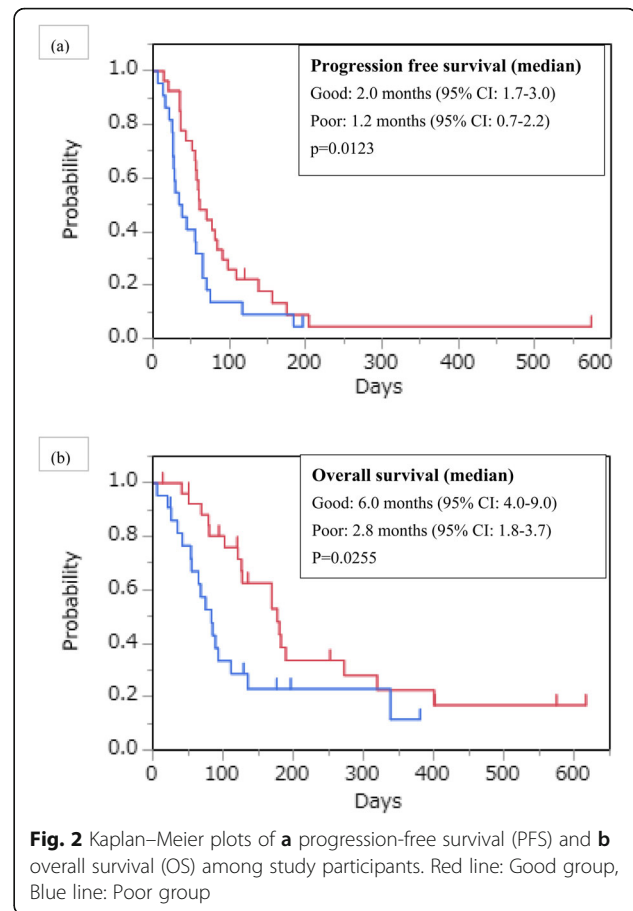 (a)
Progression free survival (median)
Good: 2.0 months (95% CI: 1.7-3.0)
Poor: 1.2 months (95% CI: 0.7-2.2)
p=0.0123
Probability
1.0
0.8
0.6
0.4
0.2
0.0
0 100 200 300 400 500 600
Days
(b)
Overall survival (median)
Good: 6.0 months (95% CI: 4.0-9.0)
Poor: 2.8 months (95% CI: 1.8-3.7)
P=0.0255
Probability
1.0
0.8
0.6
0.4
0.2
0.0
0 100 200 300 400 500 600
Days
Fig. 2 Kaplan–Meier plots of a progression-free survival (PFS) and b
overall survival (OS) among study participants. Red line: Good group,
Blue line: Poor group